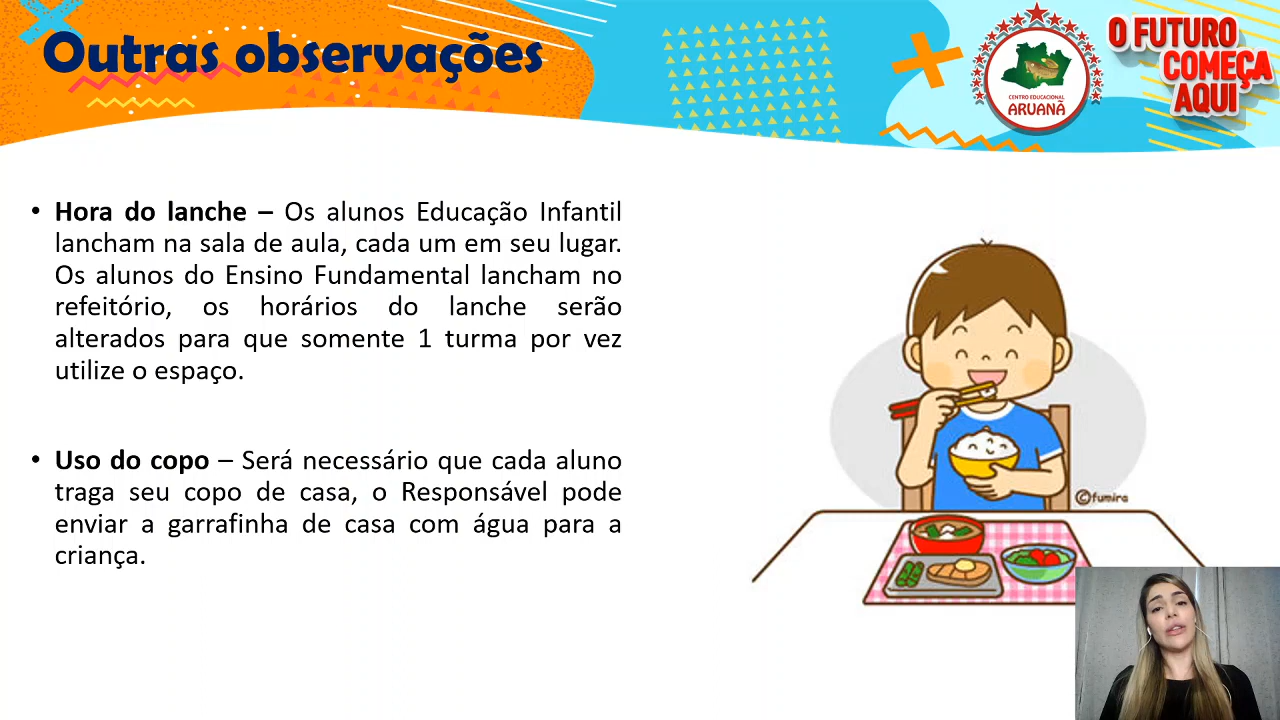 Outras observações
CENTRO EDUCACIONAL
ARUANÃ
O FUTURO
COMEÇA
AQUI
• Hora do lanche – Os alunos Educação Infantil
lancham na sala de aula, cada um em seu lugar.
Os alunos do Ensino Fundamental lancham no
refeitório, os horários do lanche serão
alterados para que somente 1 turma por vez
utilize o espaço.
• Uso do copo – Será necessário que cada aluno
traga seu copo de casa, o Responsável pode
enviar a garrafinha de casa com água para a
criança.
©fumira